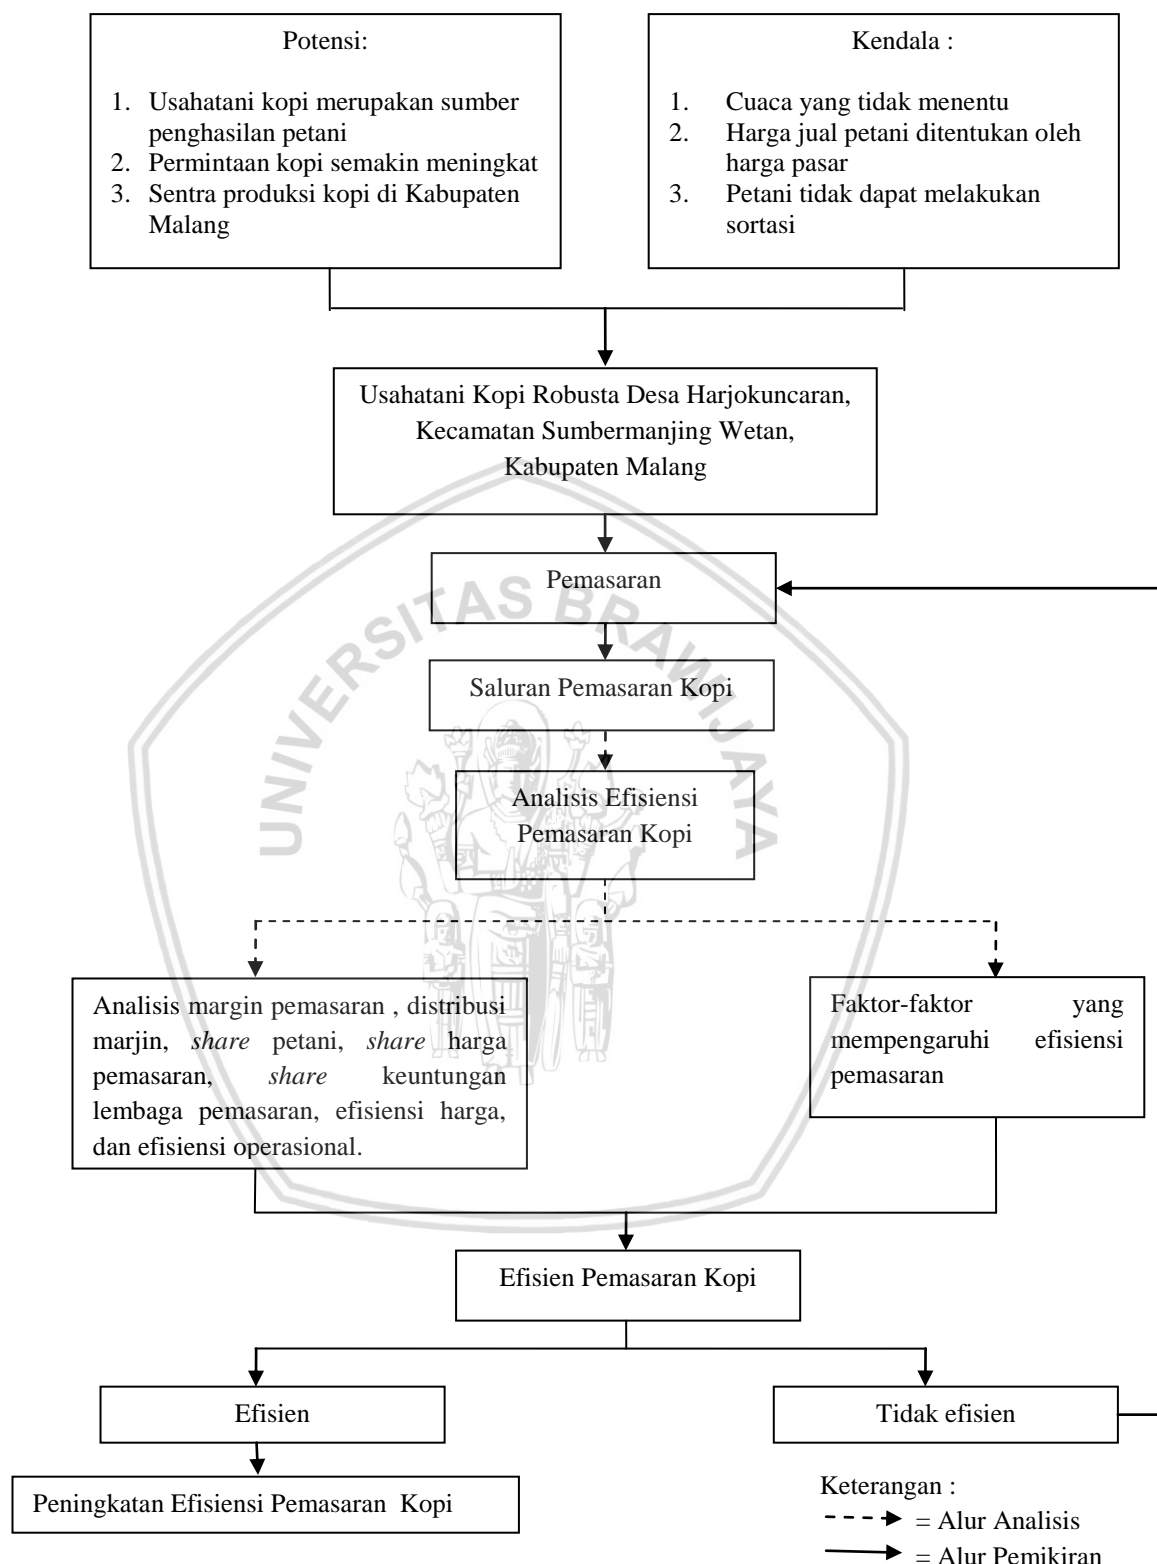 Potensi:
1. Usahatani kopi merupakan sumber
penghasilan petani
2. Permintaan kopi semakin meningkat
3. Sentra produksi kopi di Kabupaten
Malang
Kendala :
1. Cuaca yang tidak menentu
2. Harga jual petani ditentukan oleh
harga pasar
3. Petani tidak dapat melakukan
sortasi
Usahatani Kopi Robusta Desa Harjokuncaran,
Kecamatan Sumbermanjing Wetan,
Kabupaten Malang
Pemasaran
UNIVERSITAS BRAWIJAYA
Saluran Pemasaran Kopi
Analisis Efisiensi
Pemasaran Kopi
Analisis margin pemasaran , distribusi
marjin, share petani, share harga
pemasaran, share keuntungan
lembaga pemasaran, efisiensi harga,
dan efisiensi operasional.
Faktor-faktor yang
mempengaruhi efisiensi
pemasaran
Efisien Pemasaran Kopi
Efisien
Tidak efisien
Peningkatan Efisiensi Pemasaran Kopi
Keterangan :
= Alur Analisis
= Alur Pemikiran